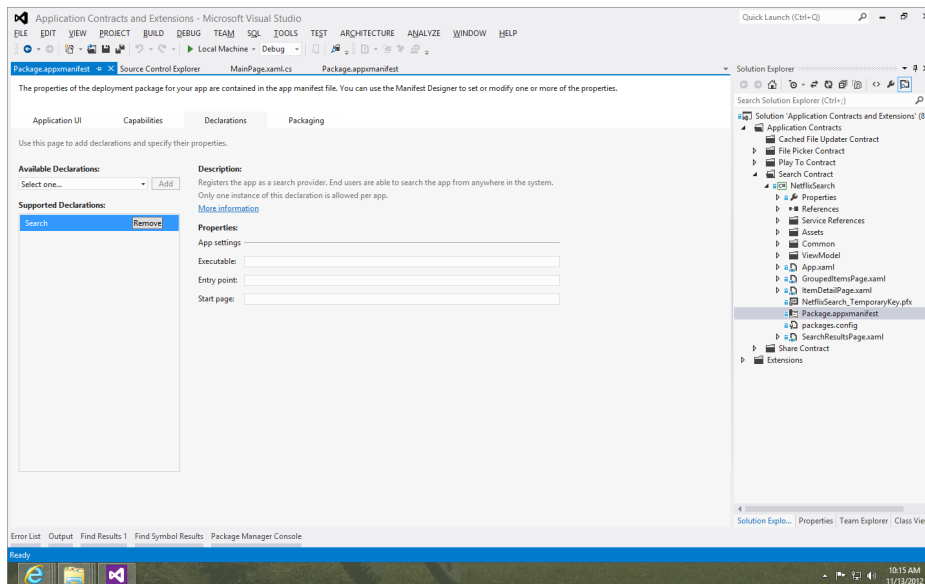 Application Contracts and Extensions - Microsoft Visual Studio
Quick Launch (Ctrl+Q)
FILE EDIT VIEW PROJECT BUILD DEBUG TEAM SQL TOOLS TEST ARCHITECTURE ANALYZE WINDOW HELP
Local Machine Debug
Package.appxmanifest Source Control Explorer MainPage.xaml.cs Package.appxmanifest
The properties of the deployment package for your app are contained in the app manifest file. You can use the Manifest Designer to set or modify one or more of the properties.
Application UI Capabilities Declarations Packaging
Use this page to add declarations and specify their properties.
Available Declarations:
Select one... Add
Supported Declarations:
Search Remove
Description:
Registers the app as a search provider. End users are able to search the app from anywhere in the system.
Only one instance of this declaration is allowed per app.
More information
Properties:
App settings
Executable:
Entry point:
Start page:
Solution Explorer
Search Solution Explorer (Ctrl+;)
Solution 'Application Contracts and Extensions' (8
Application Contracts
Cached File Updater Contract
File Picker Contract
Play To Contract
Search Contract
C# NetflixSearch
Properties
References
Service References
Assets
Common
ViewModel
App.xaml
GroupedItemsPage.xaml
ItemDetailPage.xaml
NetflixSearch_TemporaryKey.pfx
Package.appxmanifest
packages.config
SearchResultsPage.xaml
Share Contract
Extensions
Solution Explo... Properties Team Explorer Class Vie
Error List Output Find Results 1 Find Symbol Results Package Manager Console
Ready
10:15 AM
11/13/2012